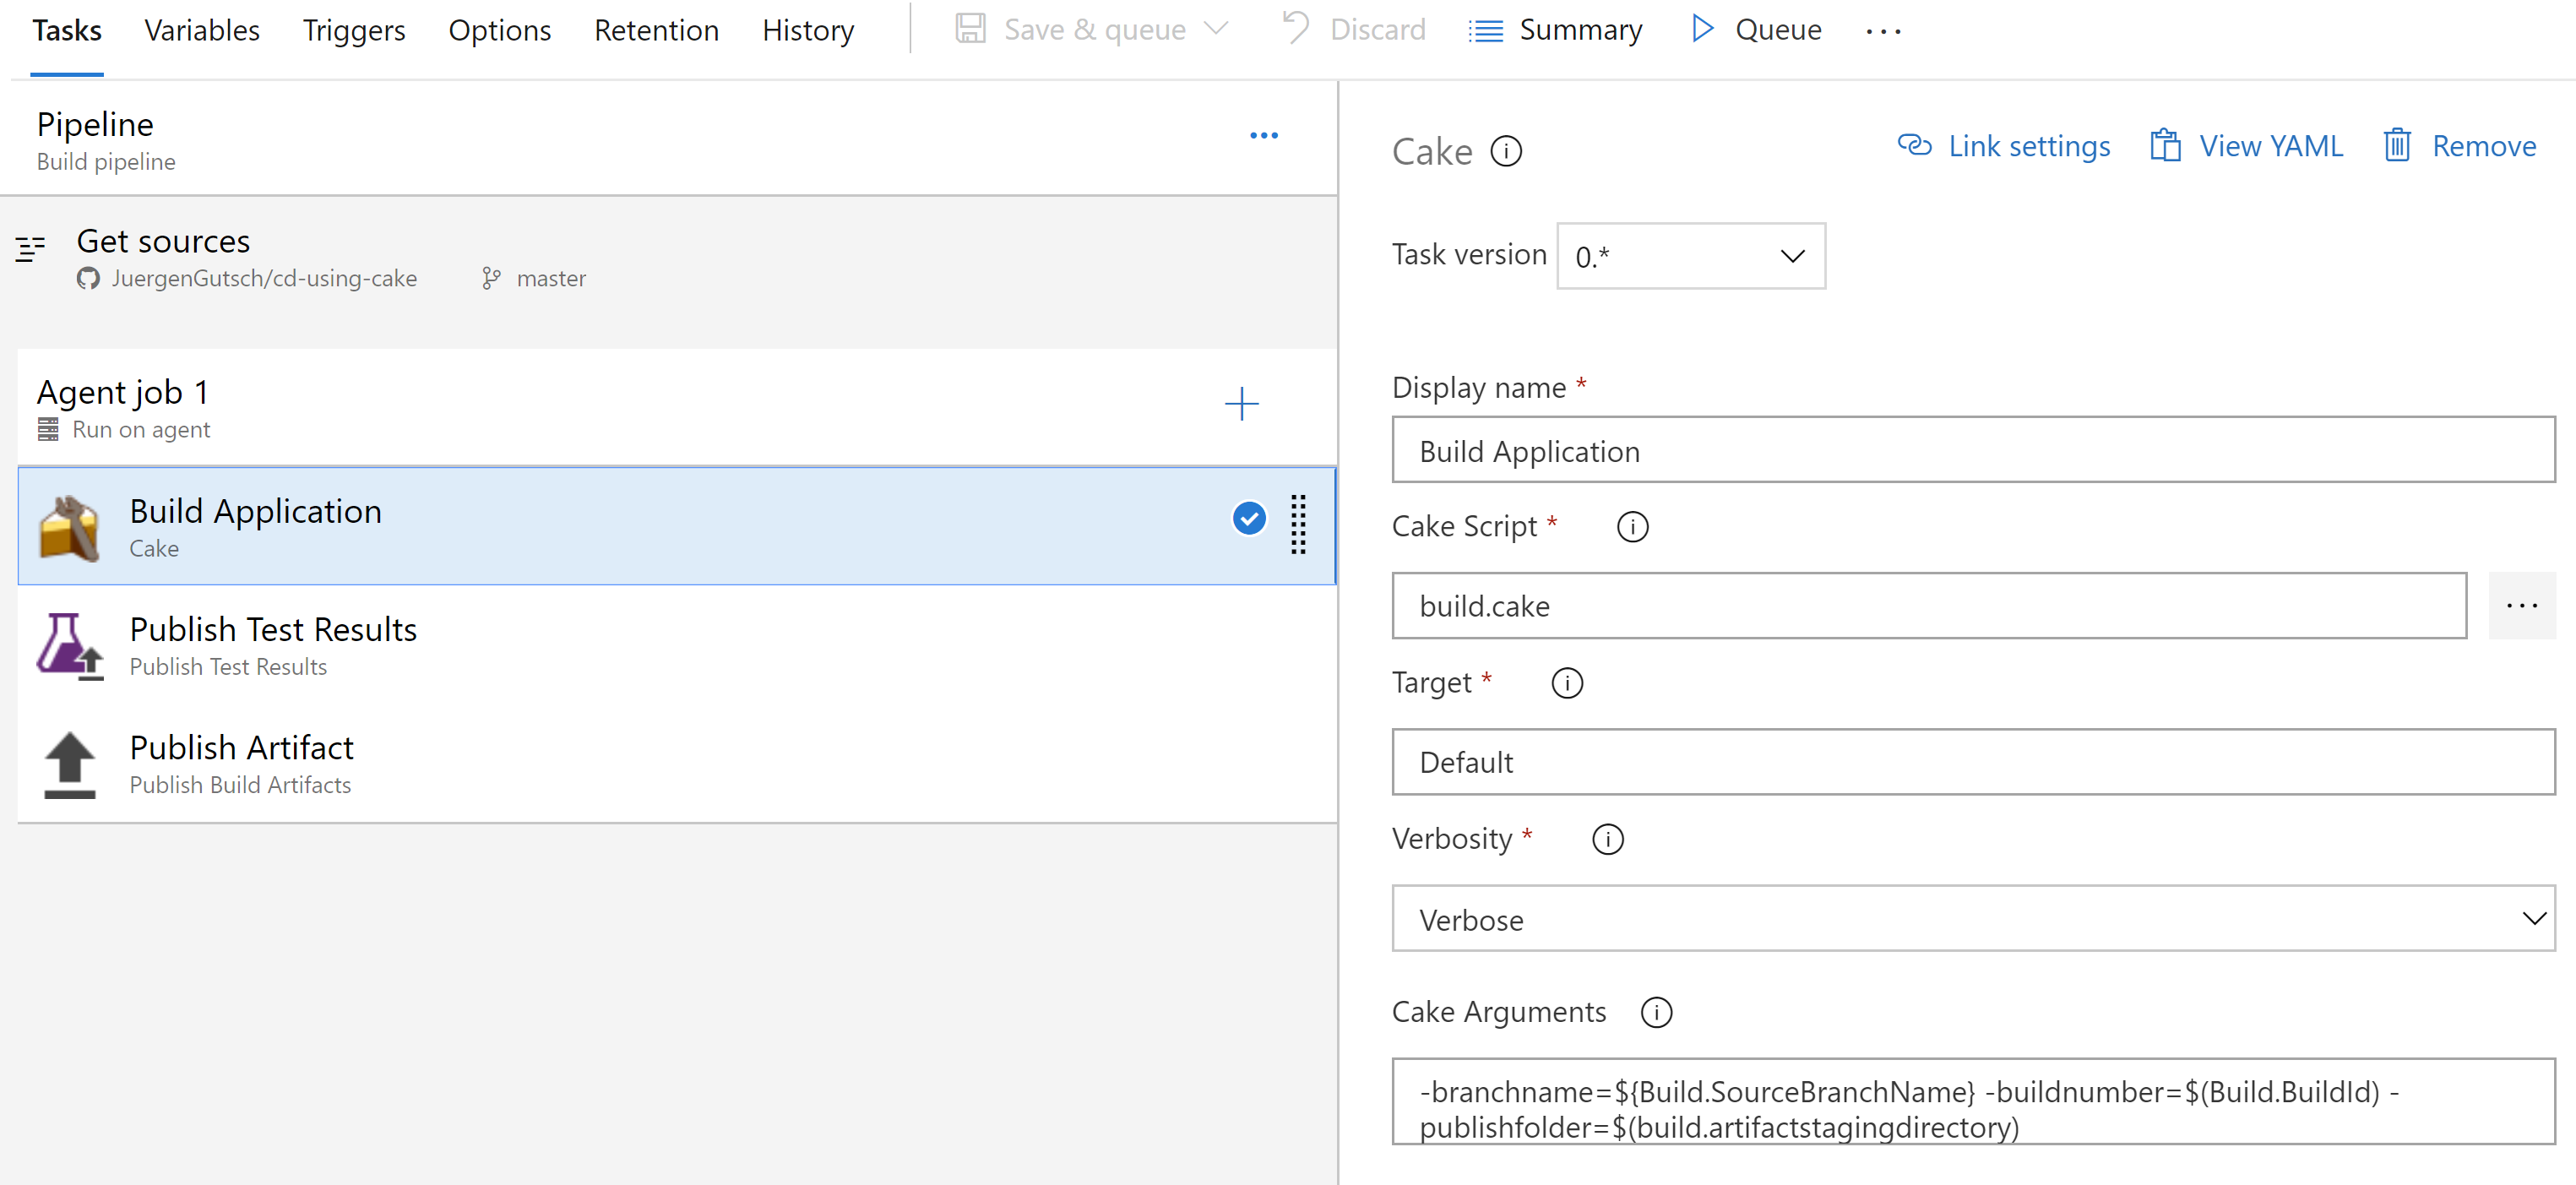 Tasks Variables Triggers Options Retention History Save & queue Discard Summary Queue ...
Pipeline
Build pipeline
Get sources
JuergenGutsch/cd-using-cake master
Agent job 1
Run on agent
Build Application
Cake
Publish Test Results
Publish Test Results
Publish Artifact
Publish Build Artifacts
Cake Link settings View YAML Remove
Task version 0.*
Display name *
Build Application
Cake Script *
build.cake ...
Target *
Default
Verbosity *
Verbose
Cake Arguments
-branchname=${Build.SourceBranchName} -buildnumber=$(Build.BuildId) -
publishfolder=$(build.artifactstagingdirectory)